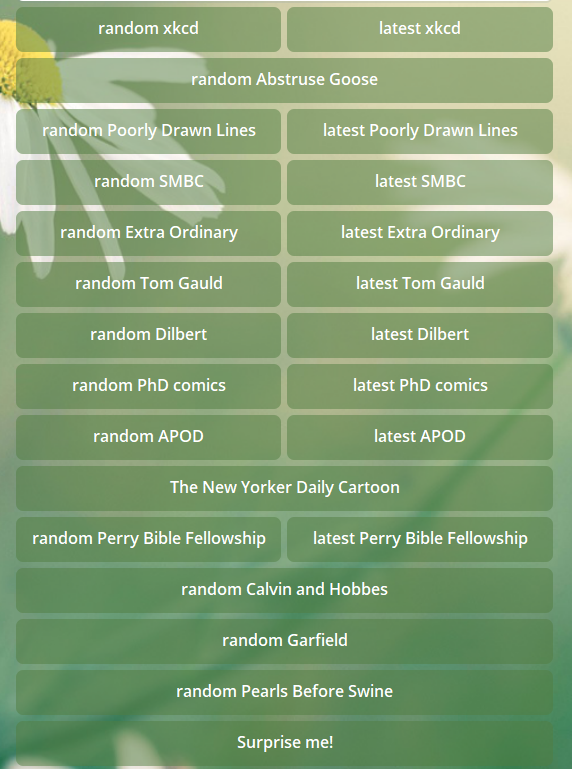 random xkcd
latest xkcd
random Abstruse Goose
random Poorly Drawn Lines
latest Poorly Drawn Lines
random SMBC
latest SMBC
random Extra Ordinary
latest Extra Ordinary
random Tom Gauld
latest Tom Gauld
random Dilbert
latest Dilbert
random PhD comics
latest PhD comics
random APOD
latest APOD
The New Yorker Daily Cartoon
random Perry Bible Fellowship
latest Perry Bible Fellowship
random Calvin and Hobbes
random Garfield
random Pearls Before Swine
Surprise me!